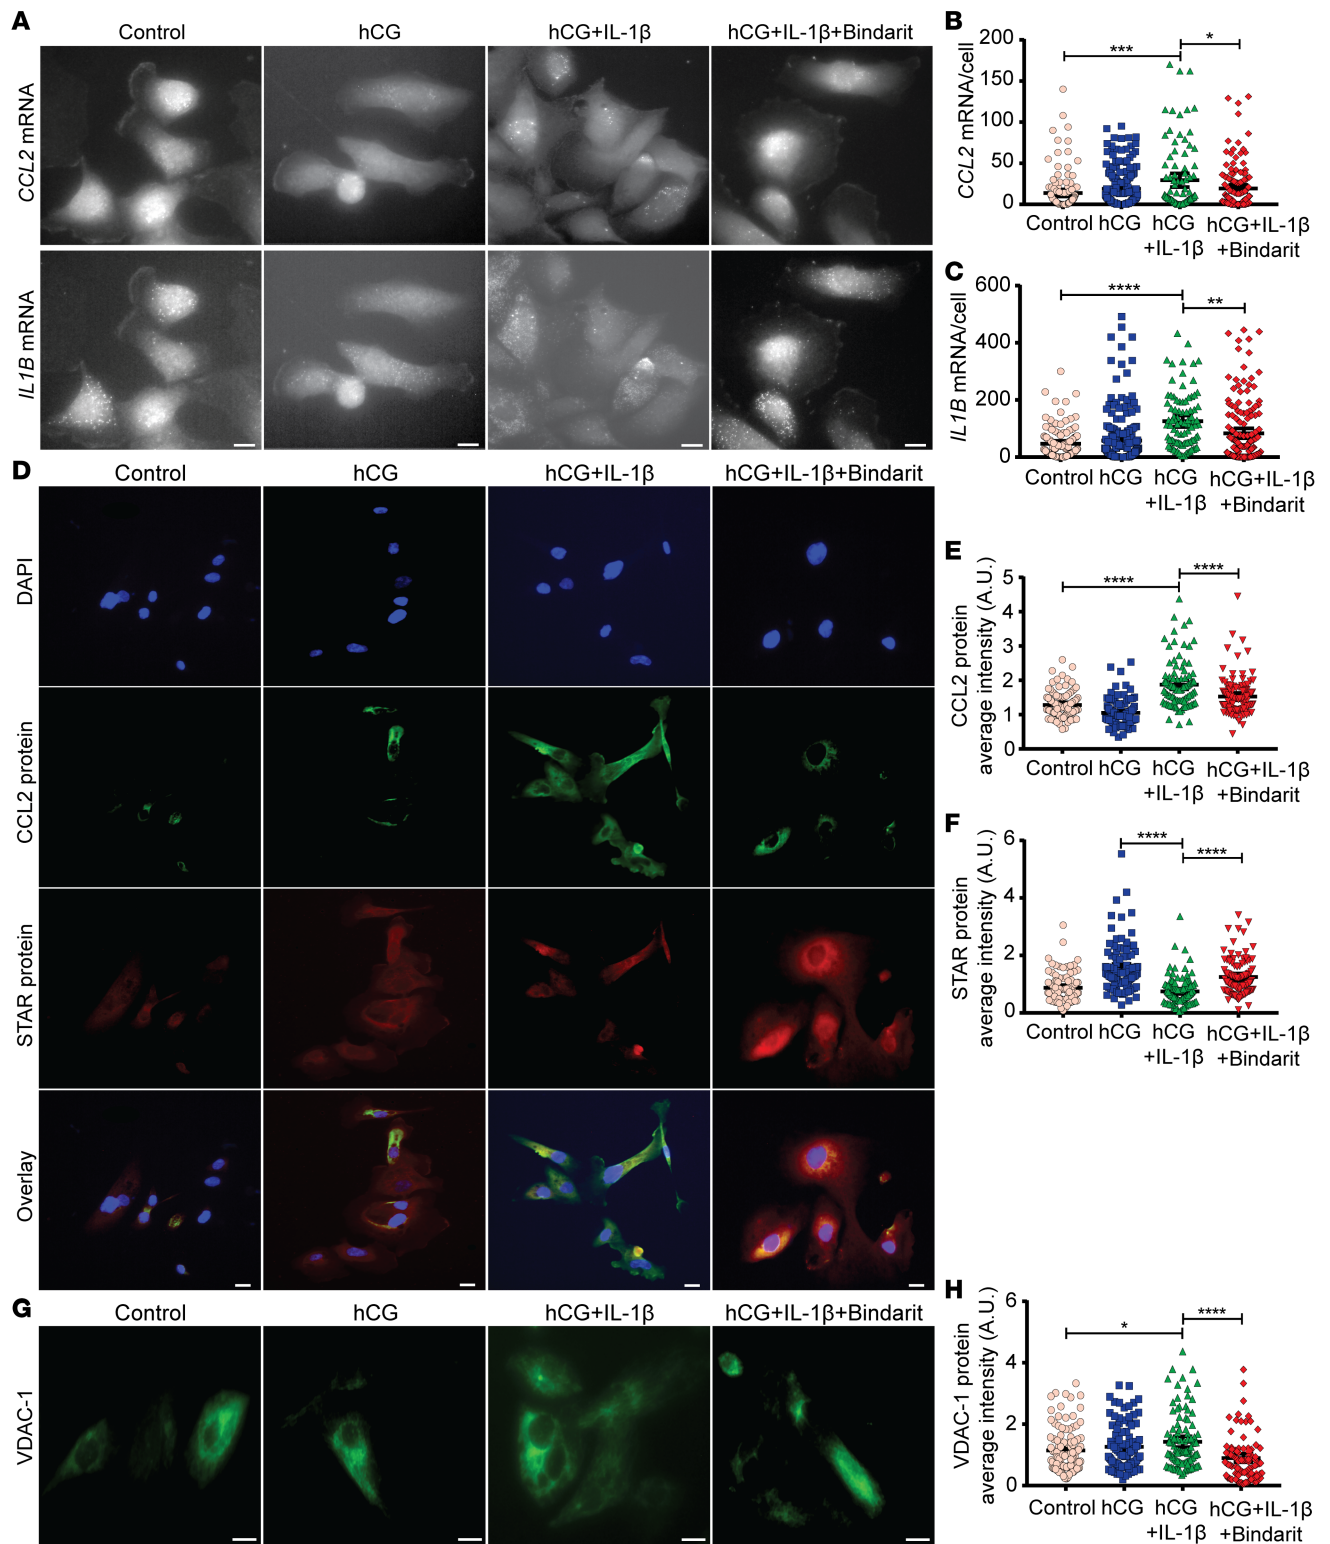 A
Control
hCG
hCG+IL-1β
hCG+IL-1β+Bindarit
CCL2 mRNA
IL1B mRNA
B
CCL2 mRNA/cell
200
150
100
50
0
***
*
Control
hCG
hCG
+IL-1β
hCG+IL-1β
+Bindarit
C
IL1B mRNA/cell
600
400
200
0
****
**
Control
hCG
hCG
+IL-1β
hCG+IL-1β
+Bindarit
D
Control
hCG
hCG+IL-1β
hCG+IL-1β+Bindarit
DAPI
CCL2 protein
STAR protein
Overlay
E
CCL2 protein
average intensity (A.U.)
5
4
3
2
1
0
****
****
Control
hCG
hCG
+IL-1β
hCG+IL-1β
+Bindarit
F
STAR protein
average intensity (A.U.)
6
4
2
0
****
****
Control
hCG
hCG
+IL-1β
hCG+IL-1β
+Bindarit
G
Control
hCG
hCG+IL-1β
hCG+IL-1β+Bindarit
VDAC-1
H
VDAC-1 protein
average intensity (A.U.)
6
4
2
0
*
****
Control
hCG
hCG
+IL-1β
hCG+IL-1β
+Bindarit